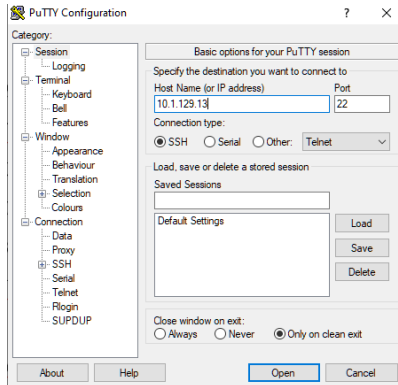 PuTTY Configuration ? ×
Category:
Session
Logging
Terminal
Keyboard
Bell
Features
Window
Appearance
Behaviour
Translation
Selection
Colours
Connection
Data
Proxy
SSH
Serial
Telnet
Rlogin
SUPDUP
Basic options for your PuTTY session
Specify the destination you want to connect to
Host Name (or IP address) Port
10.1.129.13 22
Connection type:
SSH Serial Other: Telnet
Load, save or delete a stored session
Saved Sessions
Default Settings
Load
Save
Delete
Close window on exit:
Always Never Only on clean exit
About Help Open Cancel